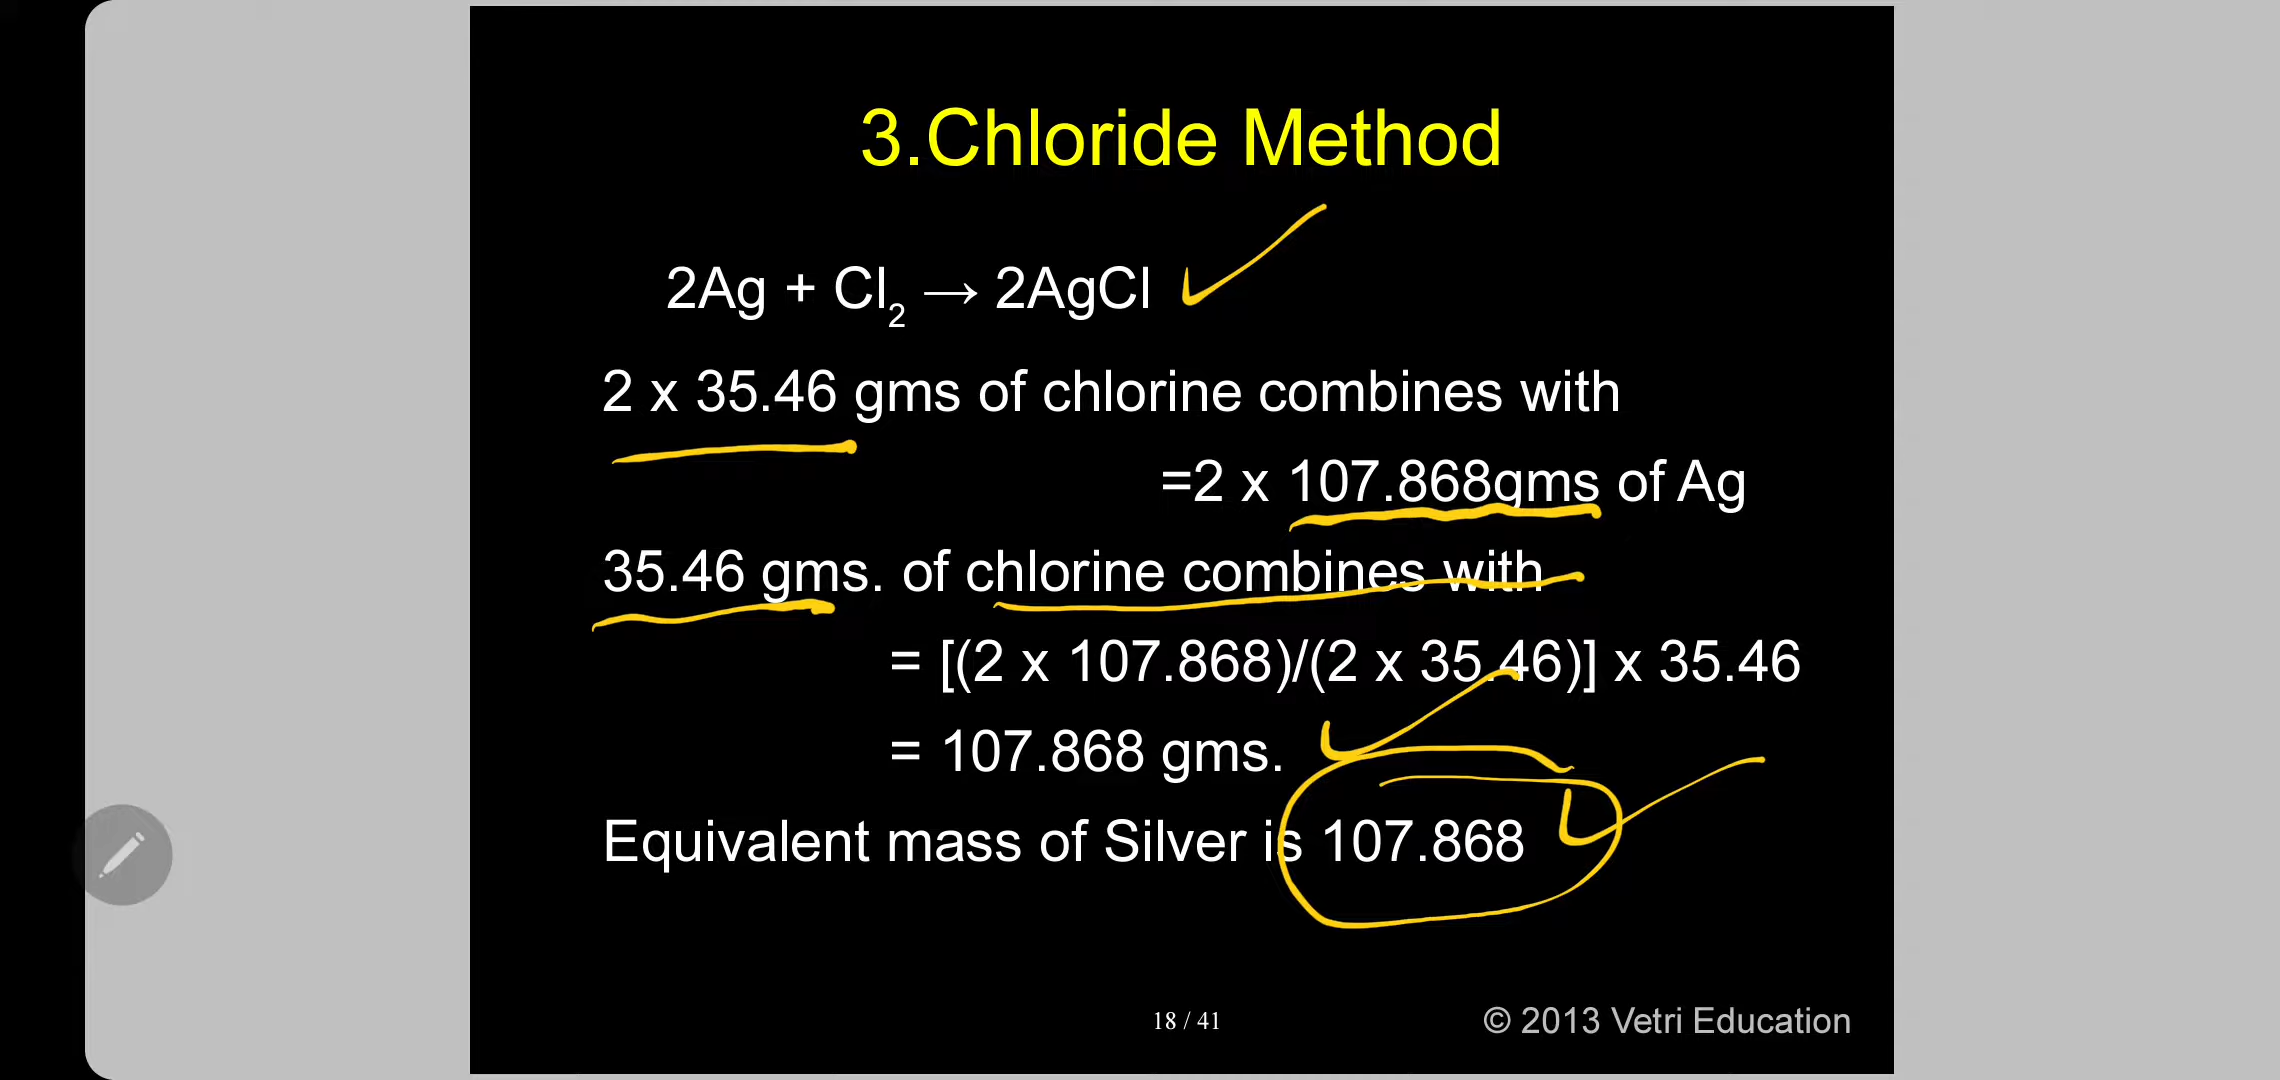 3.Chloride Method
2Ag + Cl₂ → 2AgCl
2 x 35.46 gms of chlorine combines with
=2 x 107.868gms of Ag
35.46 gms. of chlorine combines with
= [(2 x 107.868)/(2 x 35.46)] x 35.46
= 107.868 gms.
Equivalent mass of Silver is 107.868
18 / 41
© 2013 Vetri Education